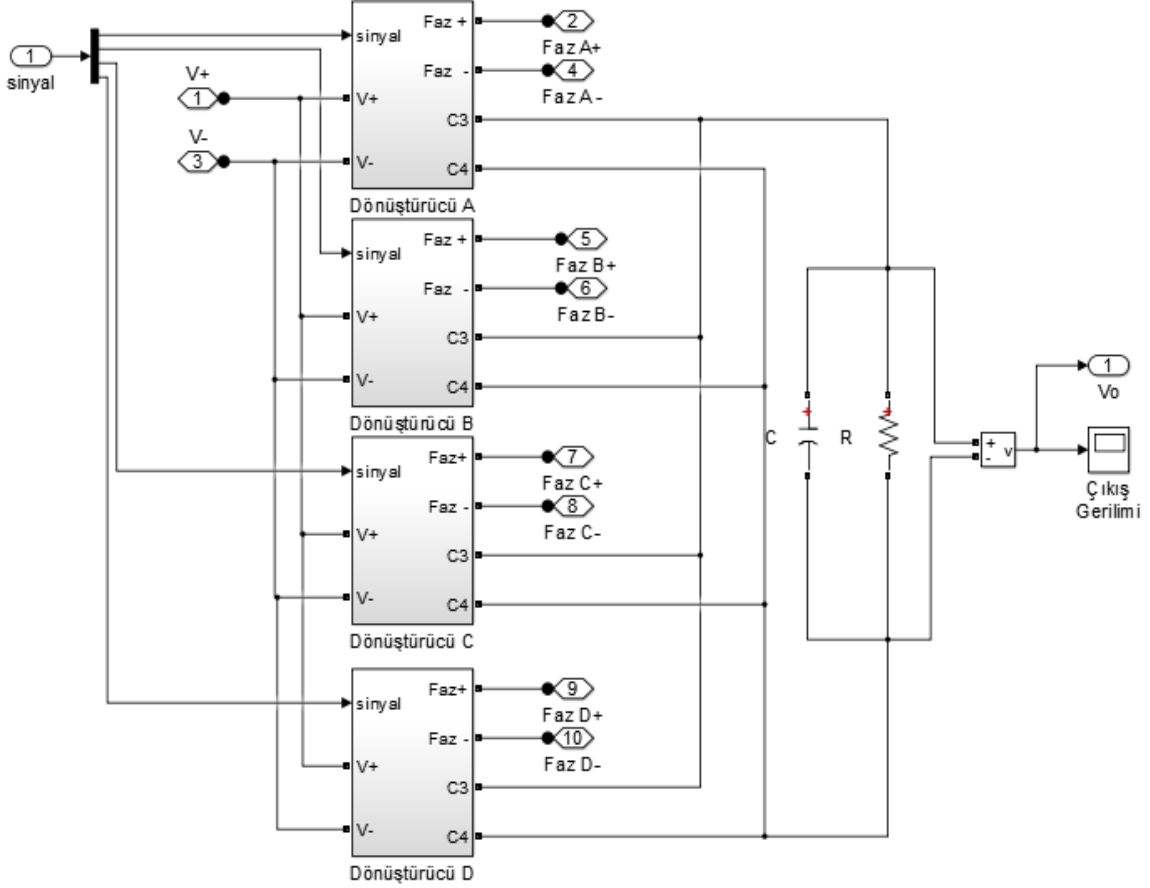 1
sinyal
V+
1
V-
3
sinyal
V+
V-
Faz +
Faz -
C3
C4
Dönüştürücü A
2
Faz A+
4
Faz A-
sinyal
V+
V-
Faz +
Faz -
C3
C4
Dönüştürücü B
5
Faz B+
6
Faz B-
sinyal
V+
V-
Faz+
Faz -
C3
C4
Dönüştürücü C
7
Faz C+
8
Faz C-
sinyal
V+
V-
Faz+
Faz -
C3
C4
Dönüştürücü D
9
Faz D+
10
Faz D-
C
+
R
+
+
-
v
1
Vo
Çıkış
Gerilimi